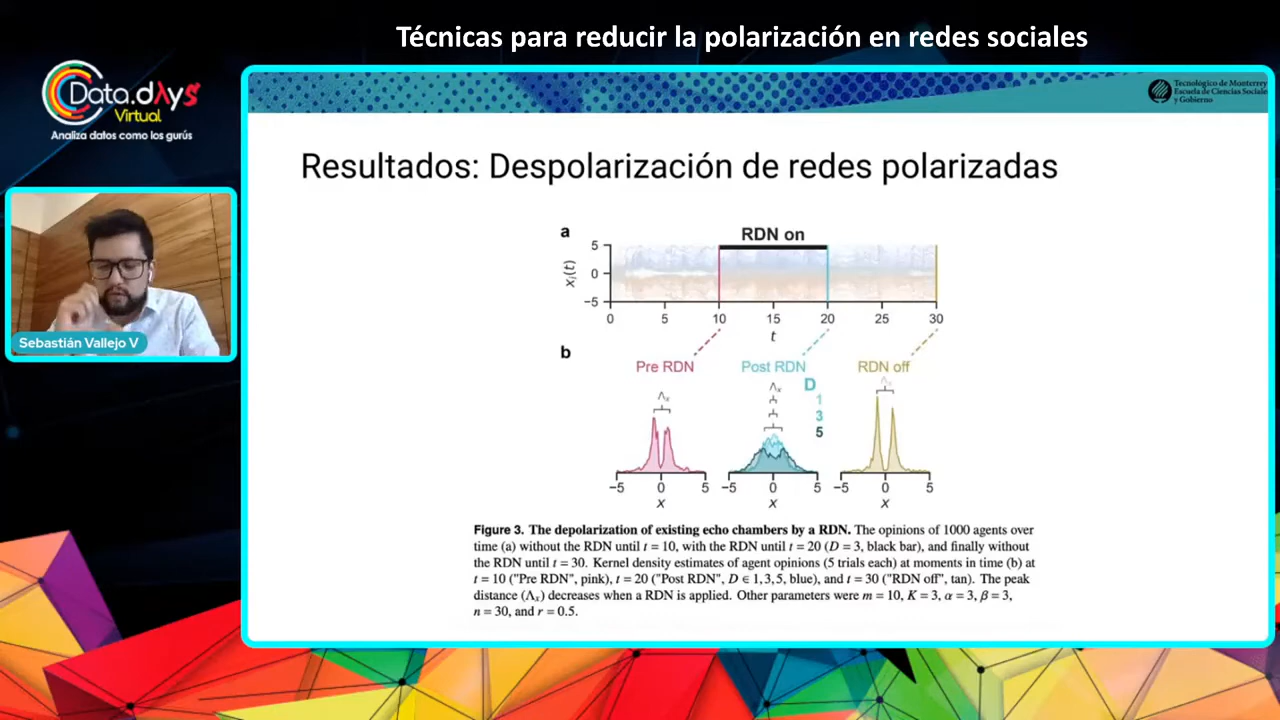 Técnicas para reducir la polarización en redes sociales
Data.dAys
Virtual
Analiza datos como los gurús
Tecnológico de Monterrey
Escuela de Ciencias Sociales
y Gobierno
Resultados: Despolarización de redes polarizadas
Sebastián Vallejo V
a
RDN on
5
0
−5
xᵢ(t)
0 5 10 15 20 25 30
t
b
Pre RDN Post RDN RDN off
Λₓ Λₓ D Λₓ
1
3
5
−5 0 5 −5 0 5 −5 0 5
x x x
Figure 3. The depolarization of existing echo chambers by a RDN. The opinions of 1000 agents over
time (a) without the RDN until t = 10, with the RDN until t = 20 (D = 3, black bar), and finally without
the RDN until t = 30. Kernel density estimates of agent opinions (5 trials each) at moments in time (b) at
t = 10 ("Pre RDN", pink), t = 20 ("Post RDN", D ∈ 1,3,5, blue), and t = 30 ("RDN off", tan). The peak
distance (Λₓ) decreases when a RDN is applied. Other parameters were m = 10, K = 3, α = 3, β = 3,
n = 30, and r = 0.5.